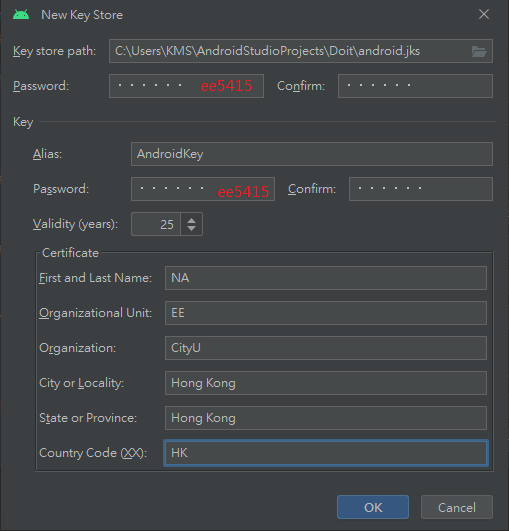 New Key Store
Key store path: C:\Users\KMS\AndroidStudioProjects\Doit\android.jks
Password: · · · · · · ee5415 Confirm: · · · · · ·
Key
Alias: AndroidKey
Password: · · · · · · ee5415 Confirm: · · · · · ·
Validity (years): 25
Certificate
First and Last Name: NA
Organizational Unit: EE
Organization: CityU
City or Locality: Hong Kong
State or Province: Hong Kong
Country Code (XX): HK
OK Cancel